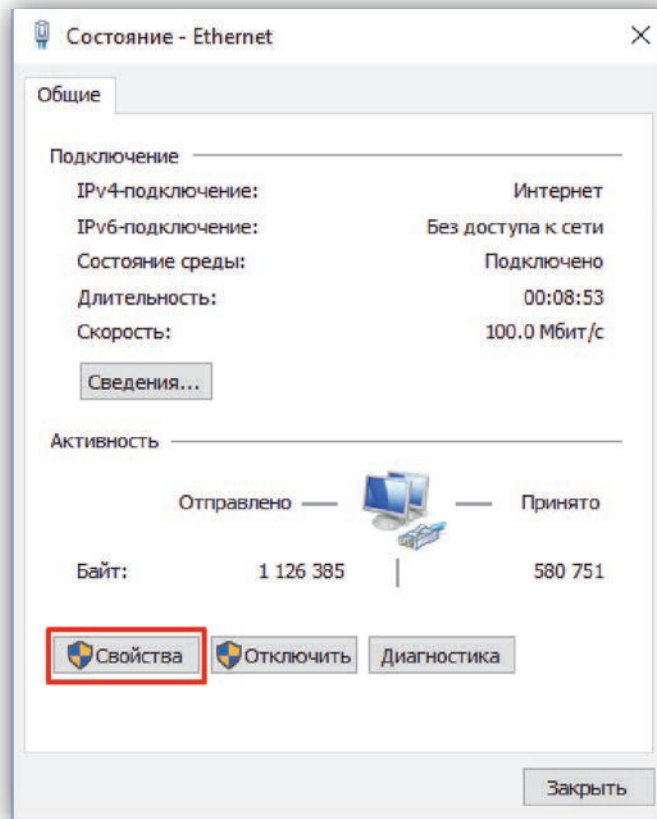 Состояние - Ethernet
Общие
Подключение
IPv4-подключение: Интернет
IPv6-подключение: Без доступа к сети
Состояние среды: Подключено
Длительность: 00:08:53
Скорость: 100.0 Мбит/с
Сведения...
Активность
Отправлено Принято
Байт: 1 126 385 580 751
Свойства Отключить Диагностика
Закрыть